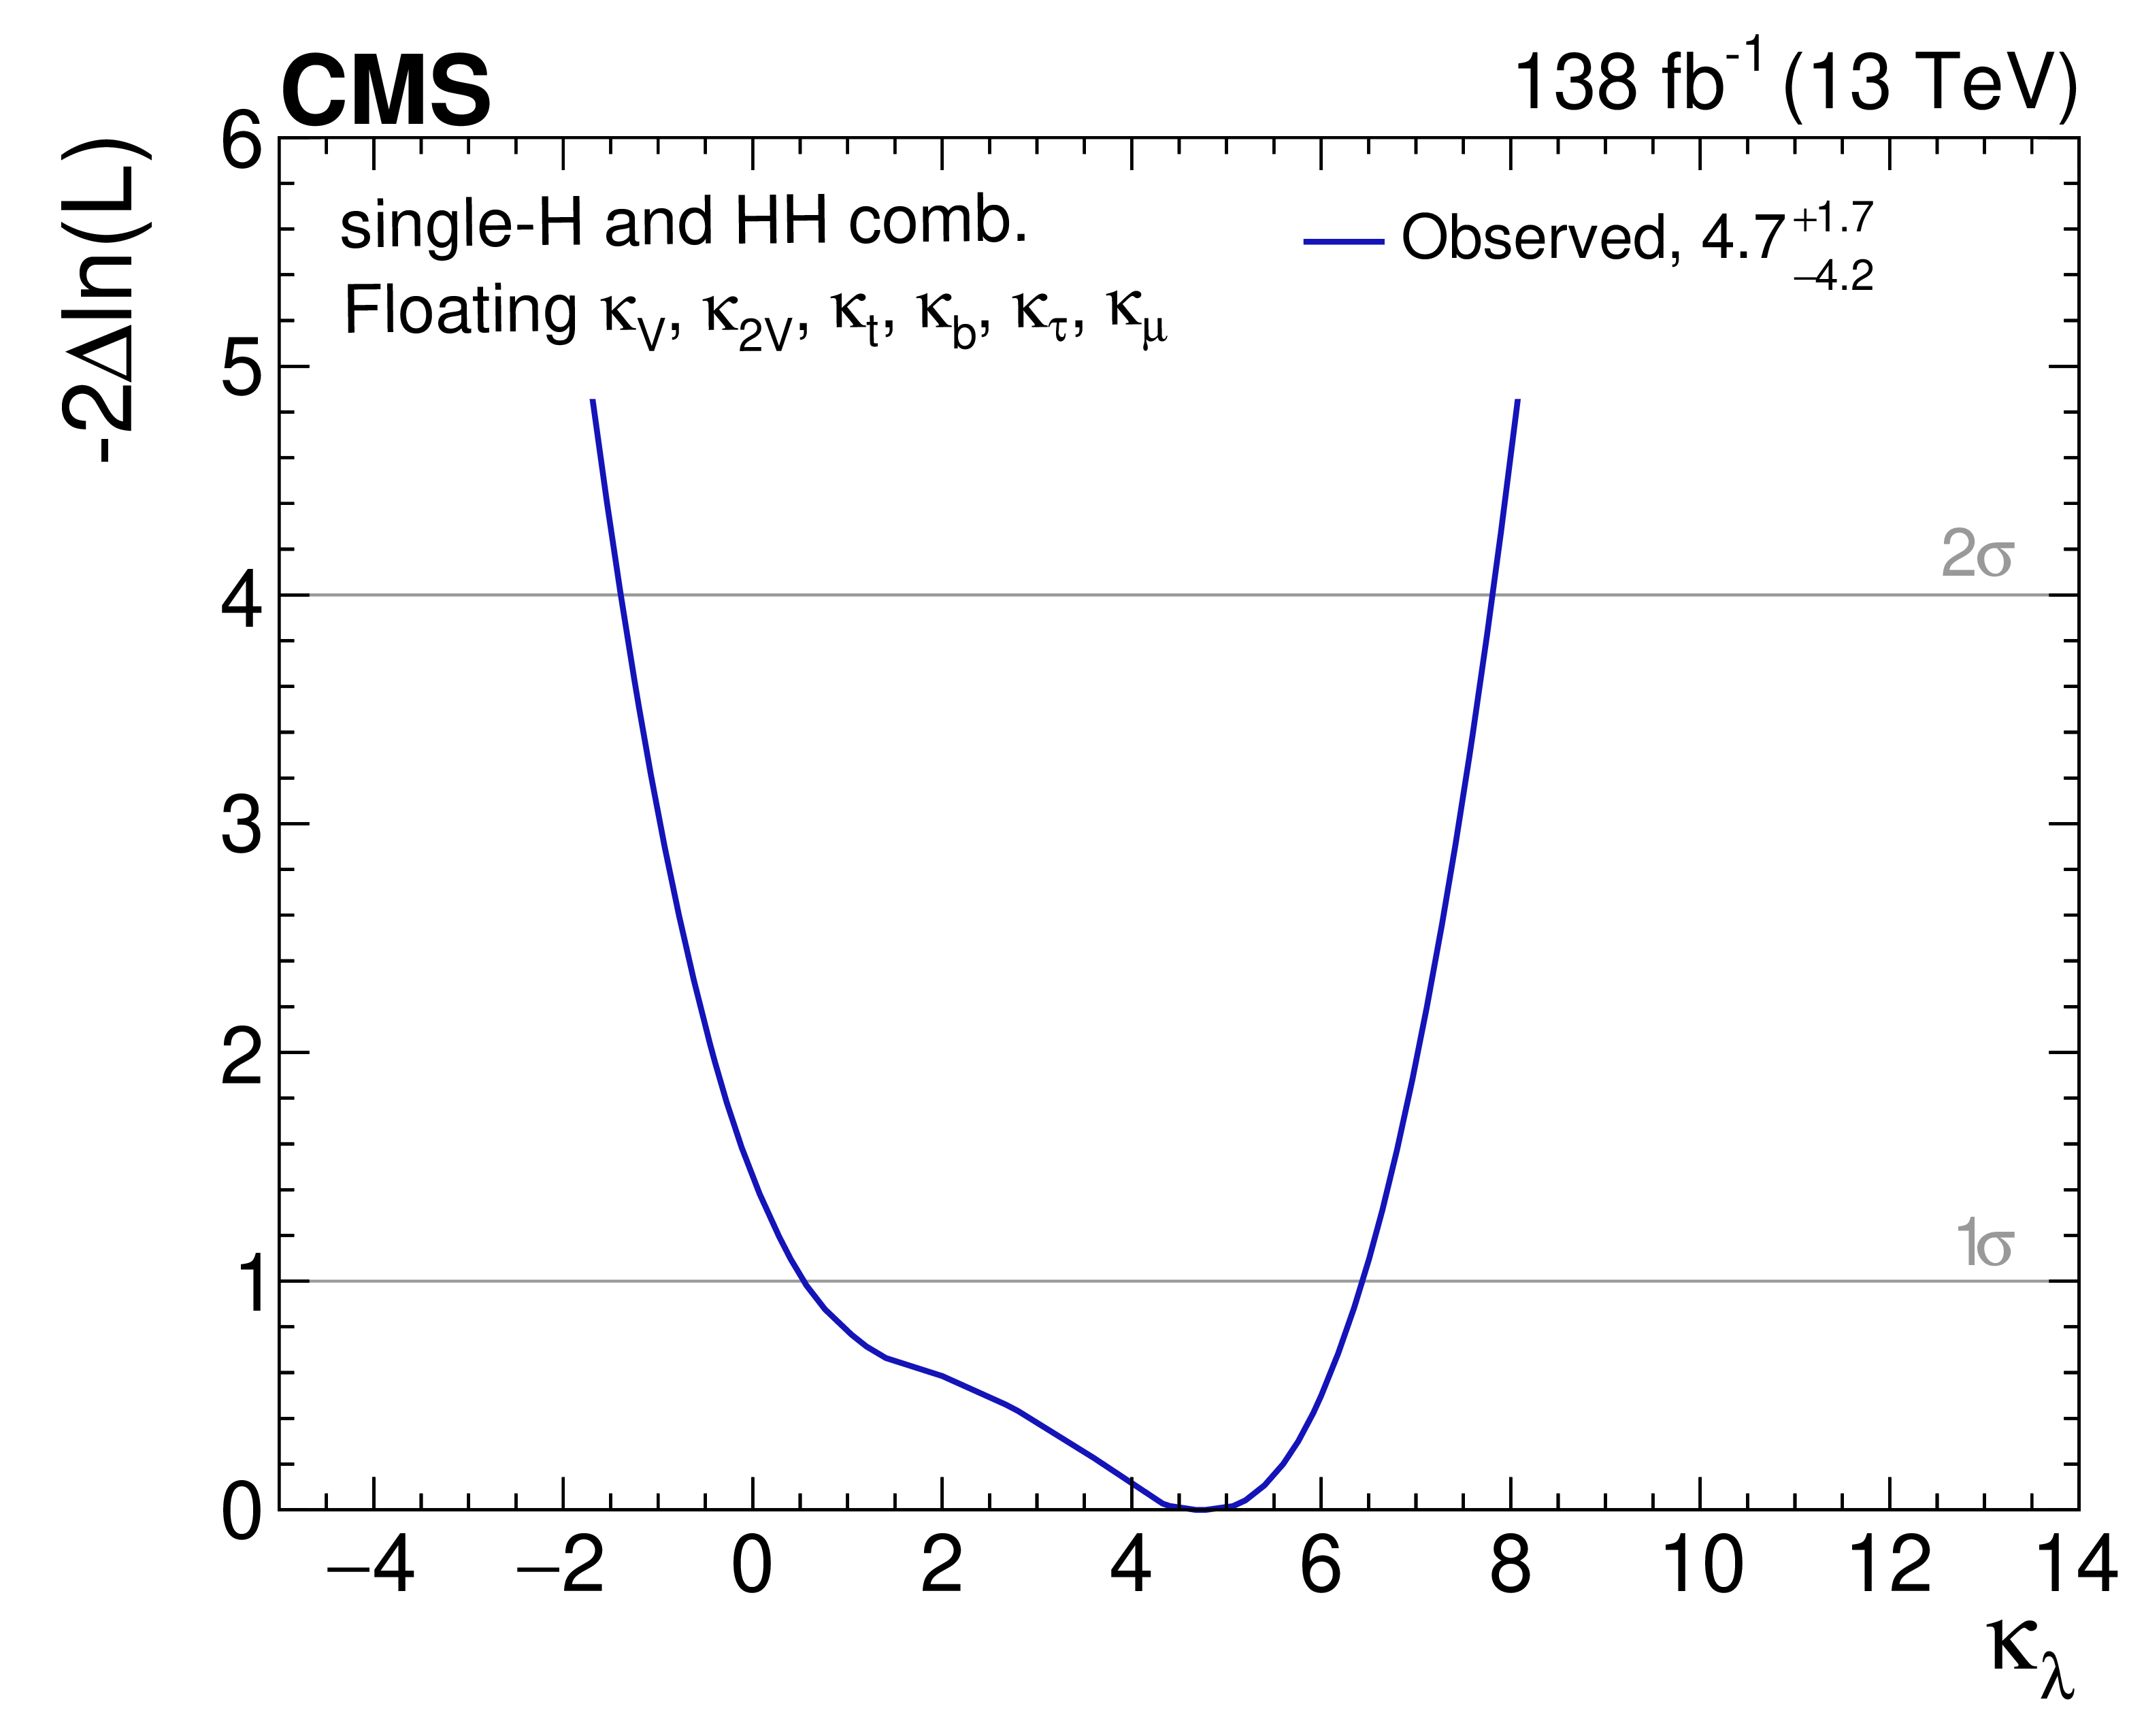 CMS
138 fb-1 (13 TeV)
-2Δln(L)
single-H and HH comb.
Floating κV, κ2V, κt, κb, κτ, κμ
Observed, 4.7 +1.7 −4.2
6
5
4
3
2
1
0
2σ
1σ
−4 −2 0 2 4 6 8 10 12 14
κλ